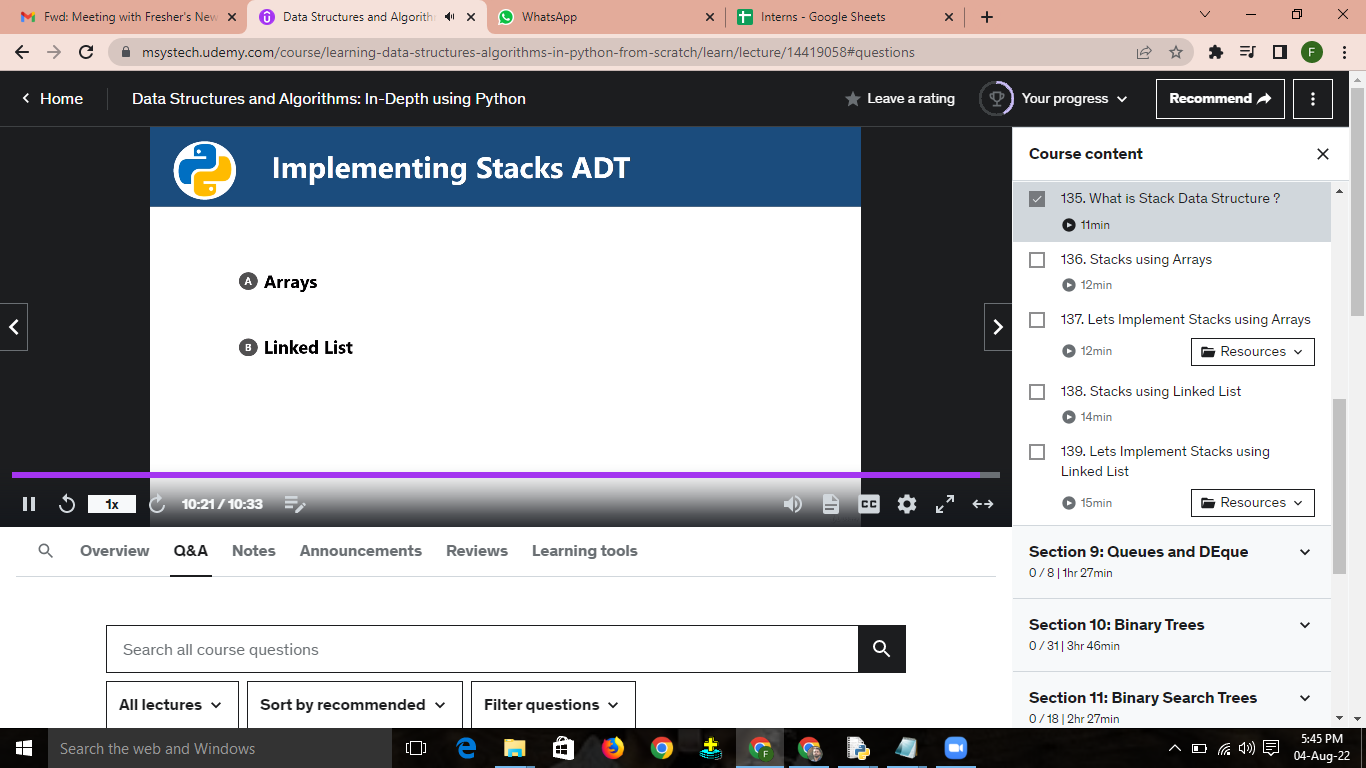 Fwd: Meeting with Fresher's New
Data Structures and Algorith
WhatsApp
Interns - Google Sheets
msystech.udemy.com/course/learning-data-structures-algorithms-in-python-from-scratch/learn/lecture/14419058#questions
F
Home
Data Structures and Algorithms: In-Depth using Python
Leave a rating
Your progress
Recommend
Implementing Stacks ADT
A Arrays
B Linked List
1x
10:21 / 10:33
CC
Course content
135. What is Stack Data Structure ?
11min
136. Stacks using Arrays
12min
137. Lets Implement Stacks using Arrays
12min
Resources
138. Stacks using Linked List
14min
139. Lets Implement Stacks using
Linked List
15min
Resources
Section 9: Queues and DEque
0 / 8 | 1hr 27min
Section 10: Binary Trees
0 / 31 | 3hr 46min
Section 11: Binary Search Trees
0 / 18 | 2hr 27min
Overview
Q&A
Notes
Announcements
Reviews
Learning tools
Search all course questions
All lectures
Sort by recommended
Filter questions
Search the web and Windows
F
5:45 PM
04-Aug-22